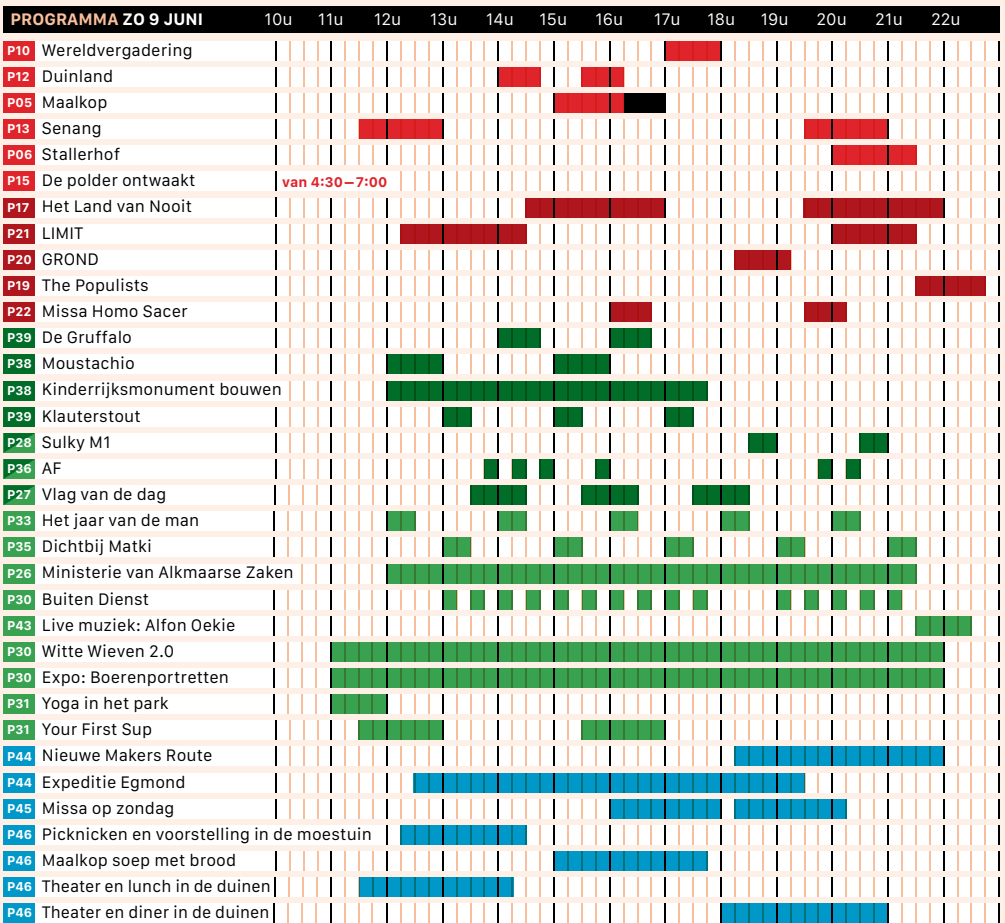 PROGRAMMA ZO 9 JUNI 10u 11u 12u 13u 14u 15u 16u 17u 18u 19u 20u 21u 22u
P10 Wereldvergadering
P12 Duinland
P05 Maalkop
P13 Senang
P06 Stallerhof
P15 De polder ontwaakt van 4:30–7:00
P17 Het Land van Nooit
P21 LIMIT
P20 GROND
P19 The Populists
P22 Missa Homo Sacer
P39 De Gruffalo
P38 Moustachio
P38 Kinderrijksmonument bouwen
P39 Klauterstout
P28 Sulky M1
P36 AF
P27 Vlag van de dag
P33 Het jaar van de man
P35 Dichtbij Matki
P26 Ministerie van Alkmaarse Zaken
P30 Buiten Dienst
P43 Live muziek: Alfon Oekie
P30 Witte Wieven 2.0
P30 Expo: Boerenportretten
P31 Yoga in het park
P31 Your First Sup
P44 Nieuwe Makers Route
P44 Expeditie Egmond
P45 Missa op zondag
P46 Picknicken en voorstelling in de moestuin
P46 Maalkop soep met brood
P46 Theater en lunch in de duinen
P46 Theater en diner in de duinen